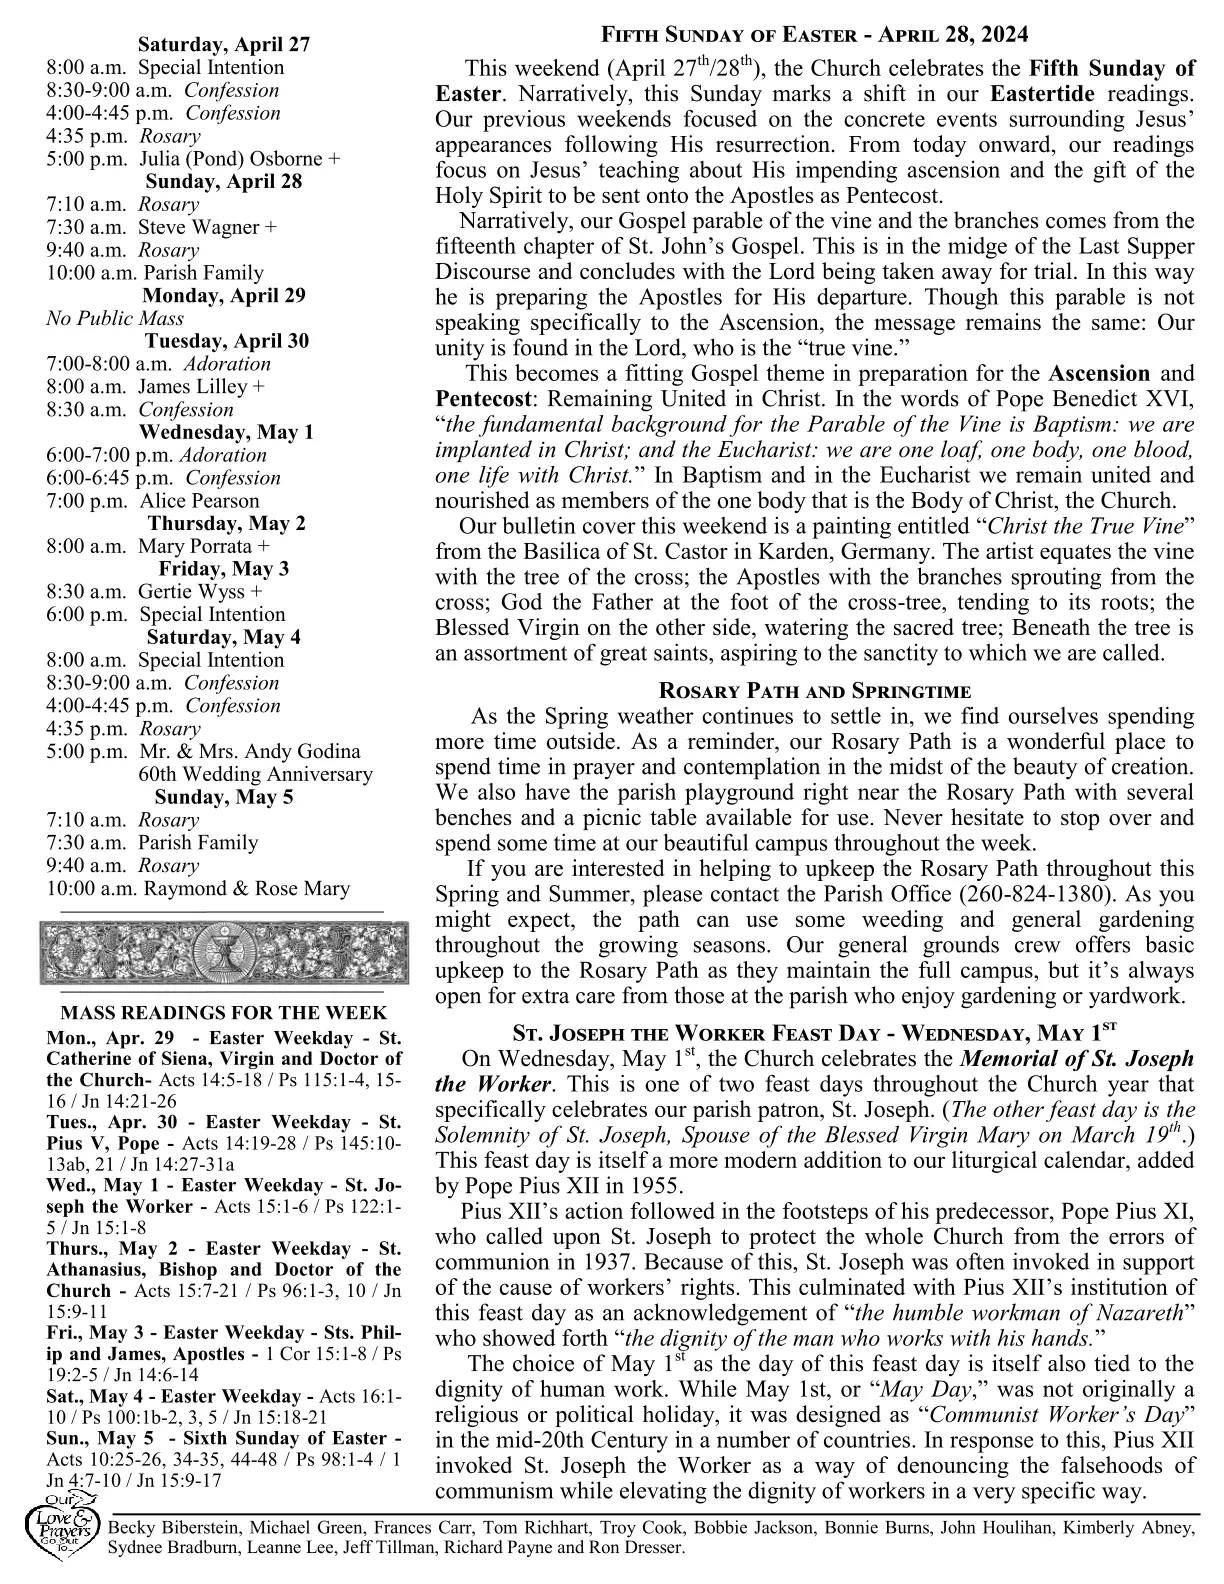 Saturday, April 27
8:00 a.m. Special Intention
8:30-9:00 a.m. Confession
4:00-4:45 p.m. Confession
4:35 p.m. Rosary
5:00 p.m. Julia (Pond) Osborne +
Sunday, April 28
7:10 a.m. Rosary
7:30 a.m. Steve Wagner +
9:40 a.m. Rosary
10:00 a.m. Parish Family
Monday, April 29
No Public Mass
Tuesday, April 30
7:00-8:00 a.m. Adoration
8:00 a.m. James Lilley +
8:30 a.m. Confession
Wednesday, May 1
6:00-7:00 p.m. Adoration
6:00-6:45 p.m. Confession
7:00 p.m. Alice Pearson
Thursday, May 2
8:00 a.m. Mary Porrata +
Friday, May 3
8:30 a.m. Gertie Wyss +
6:00 p.m. Special Intention
Saturday, May 4
8:00 a.m. Special Intention
8:30-9:00 a.m. Confession
4:00-4:45 p.m. Confession
4:35 p.m. Rosary
5:00 p.m. Mr. & Mrs. Andy Godina
60th Wedding Anniversary
Sunday, May 5
7:10 a.m. Rosary
7:30 a.m. Parish Family
9:40 a.m. Rosary
10:00 a.m. Raymond & Rose Mary
MASS READINGS FOR THE WEEK
Mon., Apr. 29 - Easter Weekday - St.
Catherine of Siena, Virgin and Doctor of
the Church- Acts 14:5-18 / Ps 115:1-4, 15-
16 / Jn 14:21-26
Tues., Apr. 30 - Easter Weekday - St.
Pius V, Pope - Acts 14:19-28 / Ps 145:10-
13ab, 21 / Jn 14:27-31a
Wed., May 1 - Easter Weekday - St. Jo-
seph the Worker - Acts 15:1-6 / Ps 122:1-
5 / Jn 15:1-8
Thurs., May 2 - Easter Weekday - St.
Athanasius, Bishop and Doctor of the
Church - Acts 15:7-21 / Ps 96:1-3, 10 / Jn
15:9-11
Fri., May 3 - Easter Weekday - Sts. Phil-
ip and James, Apostles - 1 Cor 15:1-8 / Ps
19:2-5 / Jn 14:6-14
Sat., May 4 - Easter Weekday - Acts 16:1-
10 / Ps 100:1b-2, 3, 5 / Jn 15:18-21
Sun., May 5 - Sixth Sunday of Easter -
Acts 10:25-26, 34-35, 44-48 / Ps 98:1-4 / 1
Jn 4:7-10 / Jn 15:9-17
FIFTH SUNDAY OF EASTER - APRIL 28, 2024
This weekend (April 27th/28th), the Church celebrates the Fifth Sunday of
Easter. Narratively, this Sunday marks a shift in our Eastertide readings.
Our previous weekends focused on the concrete events surrounding Jesus'
appearances following His resurrection. From today onward, our readings
focus on Jesus' teaching about His impending ascension and the gift of the
Holy Spirit to be sent onto the Apostles as Pentecost.
Narratively, our Gospel parable of the vine and the branches comes from the
fifteenth chapter of St. John's Gospel. This is in the midge of the Last Supper
Discourse and concludes with the Lord being taken away for trial. In this way
he is preparing the Apostles for His departure. Though this parable is not
speaking specifically to the Ascension, the message remains the same: Our
unity is found in the Lord, who is the “true vine.”
This becomes a fitting Gospel theme in preparation for the Ascension and
Pentecost: Remaining United in Christ. In the words of Pope Benedict XVI,
“the fundamental background for the Parable of the Vine is Baptism: we are
implanted in Christ; and the Eucharist: we are one loaf, one body, one blood,
one life with Christ.” In Baptism and in the Eucharist we remain united and
nourished as members of the one body that is the Body of Christ, the Church.
Our bulletin cover this weekend is a painting entitled “Christ the True Vine”
from the Basilica of St. Castor in Karden, Germany. The artist equates the vine
with the tree of the cross; the Apostles with the branches sprouting from the
cross; God the Father at the foot of the cross-tree, tending to its roots; the
Blessed Virgin on the other side, watering the sacred tree; Beneath the tree is
an assortment of great saints, aspiring to the sanctity to which we are called.
ROSARY PATH AND SPRINGTIME
As the Spring weather continues to settle in, we find ourselves spending
more time outside. As a reminder, our Rosary Path is a wonderful place to
spend time in prayer and contemplation in the midst of the beauty of creation.
We also have the parish playground right near the Rosary Path with several
benches and a picnic table available for use. Never hesitate to stop over and
spend some time at our beautiful campus throughout the week.
If you are interested in helping to upkeep the Rosary Path throughout this
Spring and Summer, please contact the Parish Office (260-824-1380). As you
might expect, the path can use some weeding and general gardening
throughout the growing seasons. Our general grounds crew offers basic
upkeep to the Rosary Path as they maintain the full campus, but it's always
open for extra care from those at the parish who enjoy gardening or yardwork.
ST. JOSEPH THE WORKER FEAST DAY - WEDNESDAY, MAY 1ST
On Wednesday, May 1st, the Church celebrates the Memorial of St. Joseph
the Worker. This is one of two feast days throughout the Church year that
specifically celebrates our parish patron, St. Joseph. (The other feast day is the
Solemnity of St. Joseph, Spouse of the Blessed Virgin Mary on March 19th.)
This feast day is itself a more modern addition to our liturgical calendar, added
by Pope Pius XII in 1955.
Pius XII's action followed in the footsteps of his predecessor, Pope Pius XI,
who called upon St. Joseph to protect the whole Church from the errors of
communion in 1937. Because of this, St. Joseph was often invoked in support
of the cause of workers' rights. This culminated with Pius XII's institution of
this feast day as an acknowledgement of “the humble workman of Nazareth”
who showed forth “the dignity of the man who works with his hands.”
The choice of May 1st as the day of this feast day is itself also tied to the
dignity of human work. While May 1st, or “May Day,” was not originally a
religious or political holiday, it was designed as “Communist Worker's Day”
in the mid-20th Century in a number of countries. In response to this, Pius XII
invoked St. Joseph the Worker as a way of denouncing the falsehoods of
communism while elevating the dignity of workers in a very specific way.
Our
Love &
Prayers
Go Out
To...
Becky Biberstein, Michael Green, Frances Carr, Tom Richhart, Troy Cook, Bobbie Jackson, Bonnie Burns, John Houlihan, Kimberly Abney,
Sydnee Bradburn, Leanne Lee, Jeff Tillman, Richard Payne and Ron Dresser.